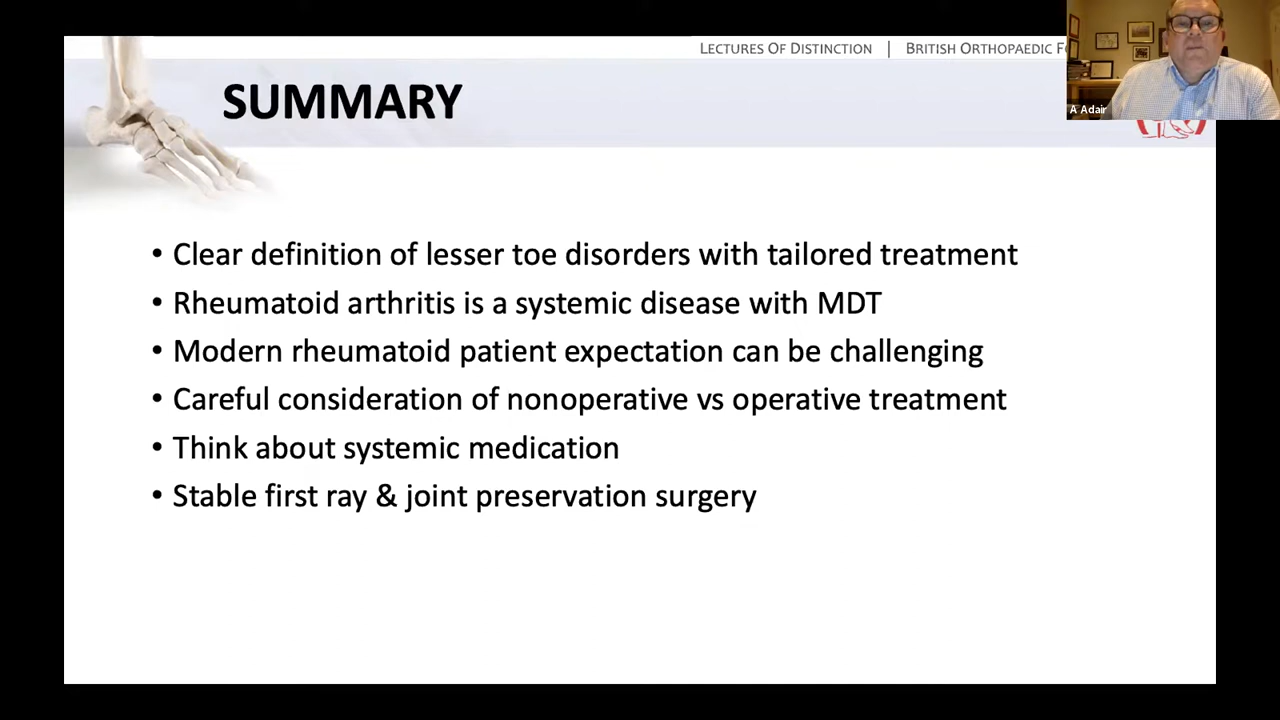 LECTURES OF DISTINCTION | BRITISH ORTHOPAEDIC
SUMMARY
A Adair
• Clear definition of lesser toe disorders with tailored treatment
• Rheumatoid arthritis is a systemic disease with MDT
• Modern rheumatoid patient expectation can be challenging
• Careful consideration of nonoperative vs operative treatment
• Think about systemic medication
• Stable first ray & joint preservation surgery